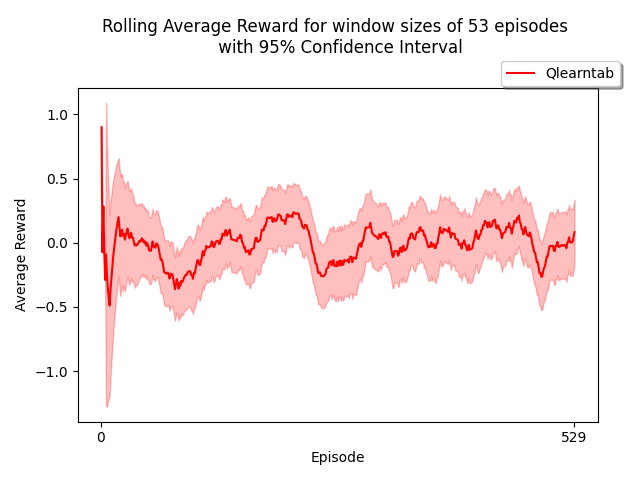 Rolling Average Reward for window sizes of 53 episodes
with 95% Confidence Interval
Qlearntab
1.0
0.5
0.0
−0.5
−1.0
Average Reward
0
529
Episode